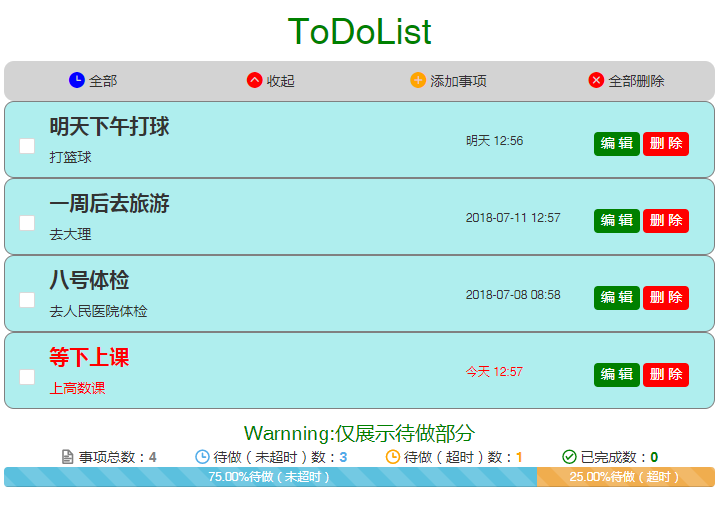 ToDoList
全部 收起 添加事项 全部删除
明天下午打球
打篮球
明天 12:56
编 辑 删 除
一周后去旅游
去大理
2018-07-11 12:57
编 辑 删 除
八号体检
去人民医院体检
2018-07-08 08:58
编 辑 删 除
等下上课
上高数课
今天 12:57
编 辑 删 除
Warnning:仅展示待做部分
事项总数：4 待做（未超时）数：3 待做（超时）数：1 已完成数：0
75.00%待做（未超时） 25.00%待做（超时）